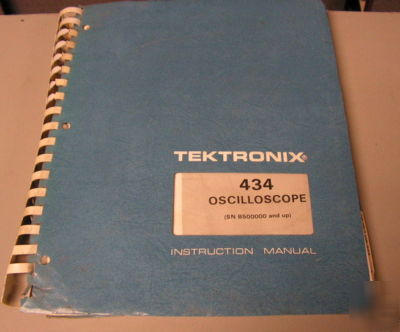 TEKTRONIX®
434
OSCILLOSCOPE
(SN B500000 and up)
INSTRUCTION MANUAL